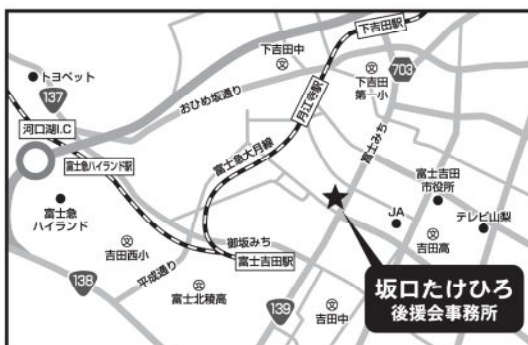 下吉田駅
下吉田中
703
下吉田
第一小
トヨペット
137
おひめ坂通り
月江寺駅
河口湖I.C
富士みち
富士急ハイランド駅
富士急大月線
富士吉田
市役所
富士急
ハイランド
JA
テレビ山梨
吉田西小
御坂みち
吉田高
富士吉田駅
平成通り
138
富士北稜高
139
吉田中
坂口たけひろ
後援会事務所